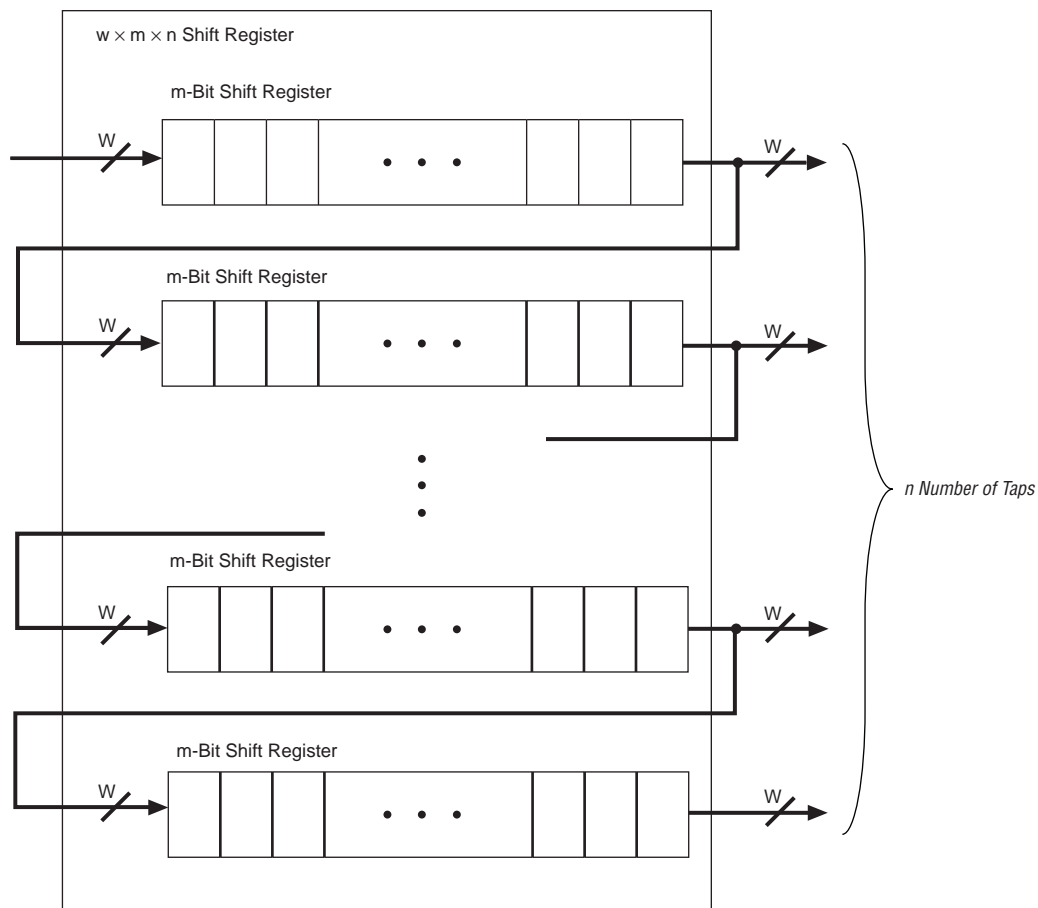 w × m × n Shift Register
m-Bit Shift Register
W
W
m-Bit Shift Register
W
W
n Number of Taps
m-Bit Shift Register
W
W
m-Bit Shift Register
W
W